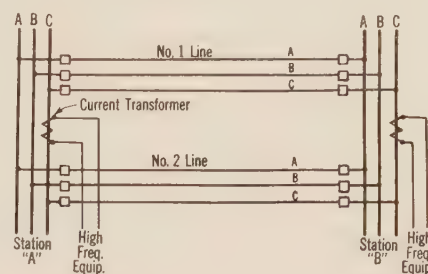 A B C
A B C
No. 1 Line
A
B
C
Current Transformer
No. 2 Line
A
B
C
Station "A"
High Freq. Equip.
Station "B"
High Freq. Equip.